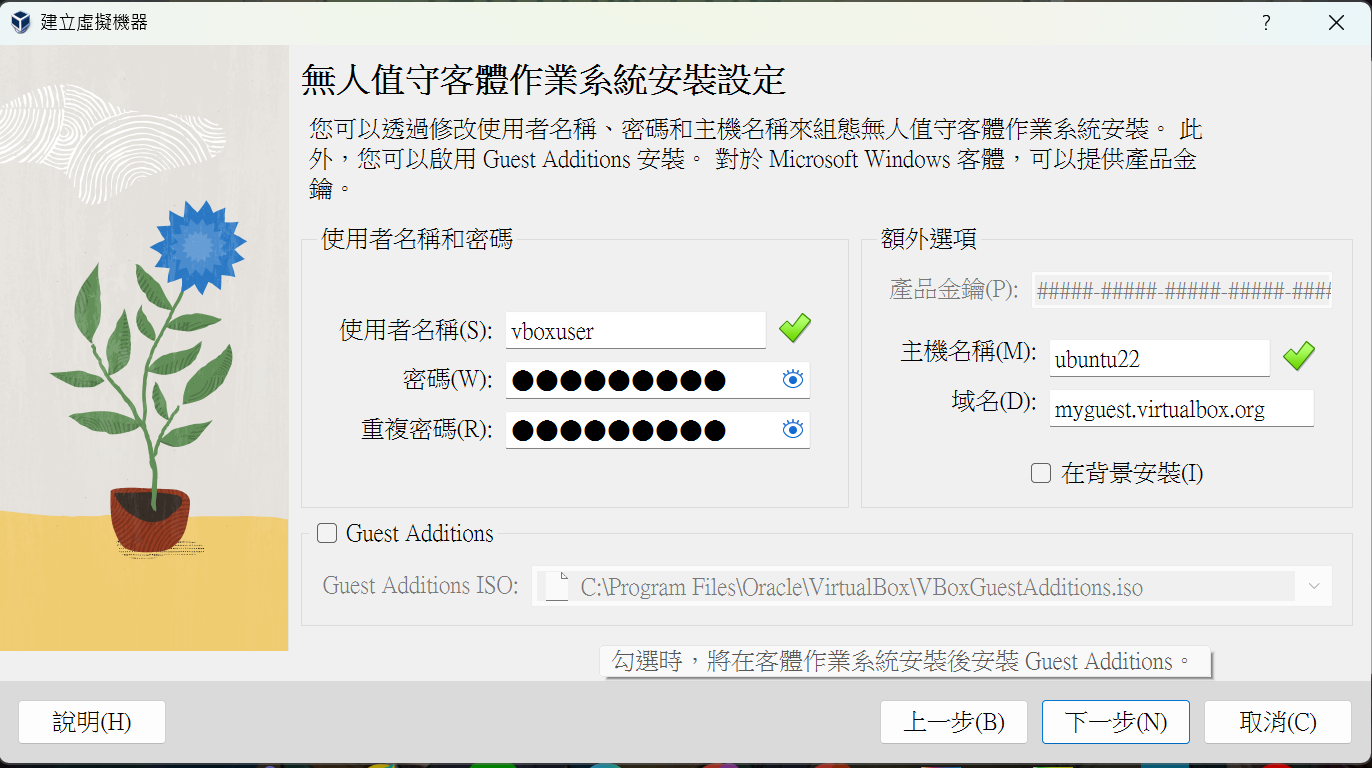 建立虛擬機器
?
無人值守客體作業系統安裝設定
您可以透過修改使用者名稱、密碼和主機名稱來組態無人值守客體作業系統安裝。 此
外，您可以啟用 Guest Additions 安裝。 對於 Microsoft Windows 客體，可以提供產品金
鑰。
使用者名稱和密碼
使用者名稱(S): vboxuser
密碼(W): ●●●●●●●●●
重複密碼(R): ●●●●●●●●●
額外選項
產品金鑰(P): #####-#####-#####-#####-####
主機名稱(M): ubuntu22
域名(D): myguest.virtualbox.org
在背景安裝(I)
Guest Additions
Guest Additions ISO: C:\Program Files\Oracle\VirtualBox\VBoxGuestAdditions.iso
勾選時，將在客體作業系統安裝後安裝 Guest Additions。
說明(H) 上一步(B) 下一步(N) 取消(C)